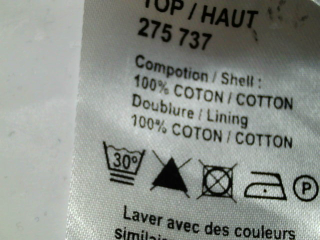 TOP / HAUT
275 737
Compotion / Shell :
100% COTON / COTTON
Doublure / Lining
100% COTON / COTTON
30° P
Laver avec des couleurs
similaires